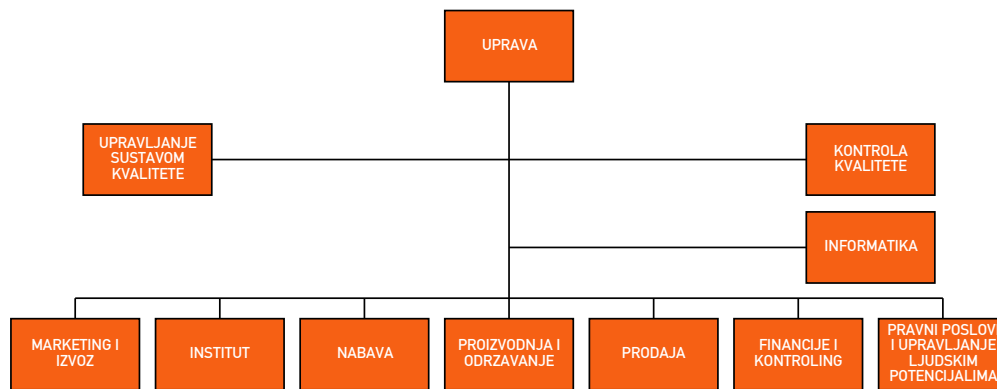 UPRAVA
UPRAVLJANJE
SUSTAVOM
KVALITETE
KONTROLA
KVALITETE
INFORMATIKA
MARKETING I
IZVOZ
INSTITUT
NABAVA
PROIZVODNJA I
ODRZAVANJE
PRODAJA
FINANCIJE I
KONTROLING
PRAVNI POSLOVI
I UPRAVLJANJE
LJUDSKIM
POTENCIJALIMA